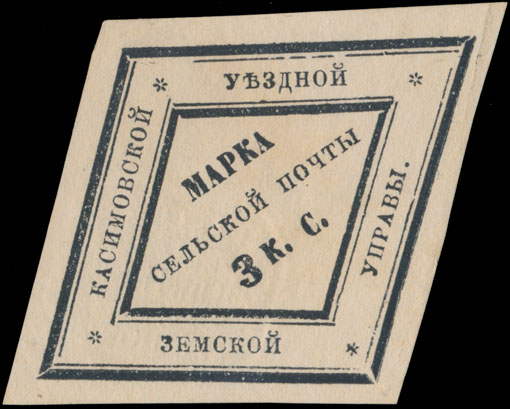 КАСИМОВСКОЙ
УѢЗДНОЙ
ЗЕМСКОЙ
УПРАВЫ.
МАРКА
СЕЛЬСКОЙ ПОЧТЫ
3 К. С.